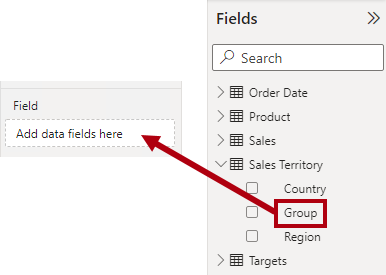 Field
Add data fields here
Fields
Search
Order Date
Product
Sales
Sales Territory
Country
Group
Region
Targets